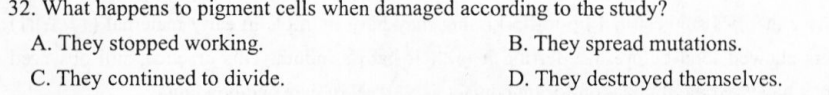 32. What happens to pigment cells when damaged according to the study?
A. They stopped working. B. They spread mutations.
C. They continued to divide. D. They destroyed themselves.